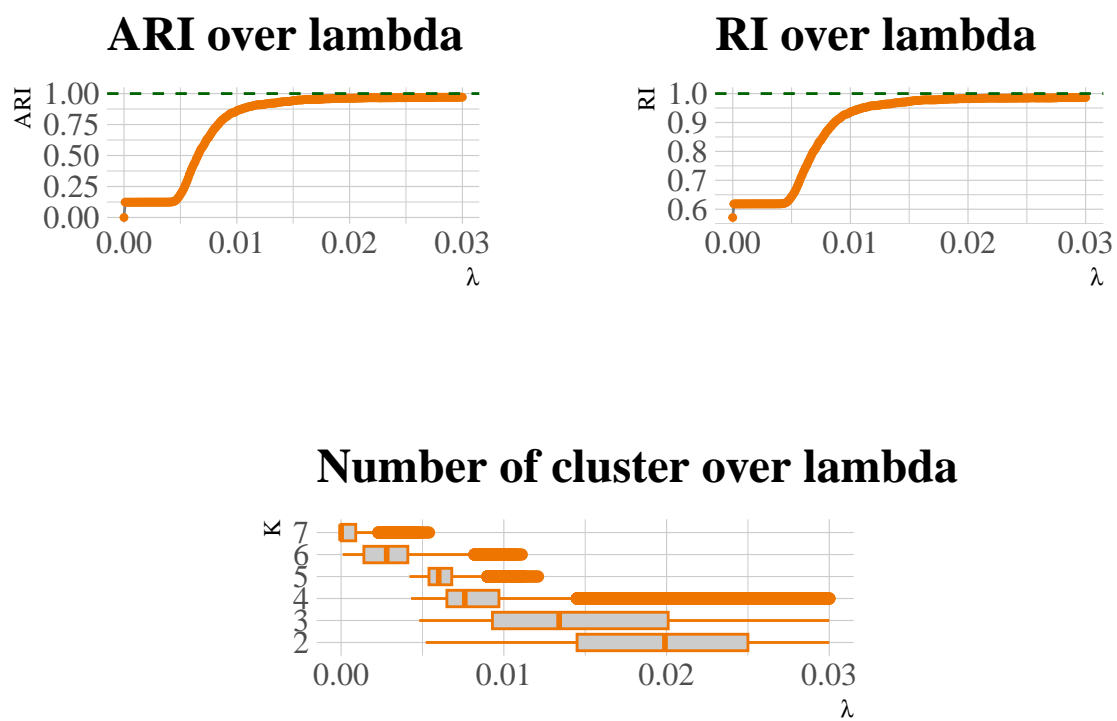 ARI over lambda
ARI
1.00
0.75
0.50
0.25
0.00
0.00 0.01 0.02 0.03
λ
RI over lambda
RI
1.0
0.9
0.8
0.7
0.6
0.00 0.01 0.02 0.03
λ
Number of cluster over lambda
K
7
6
5
4
3
2
0.00 0.01 0.02 0.03
λ